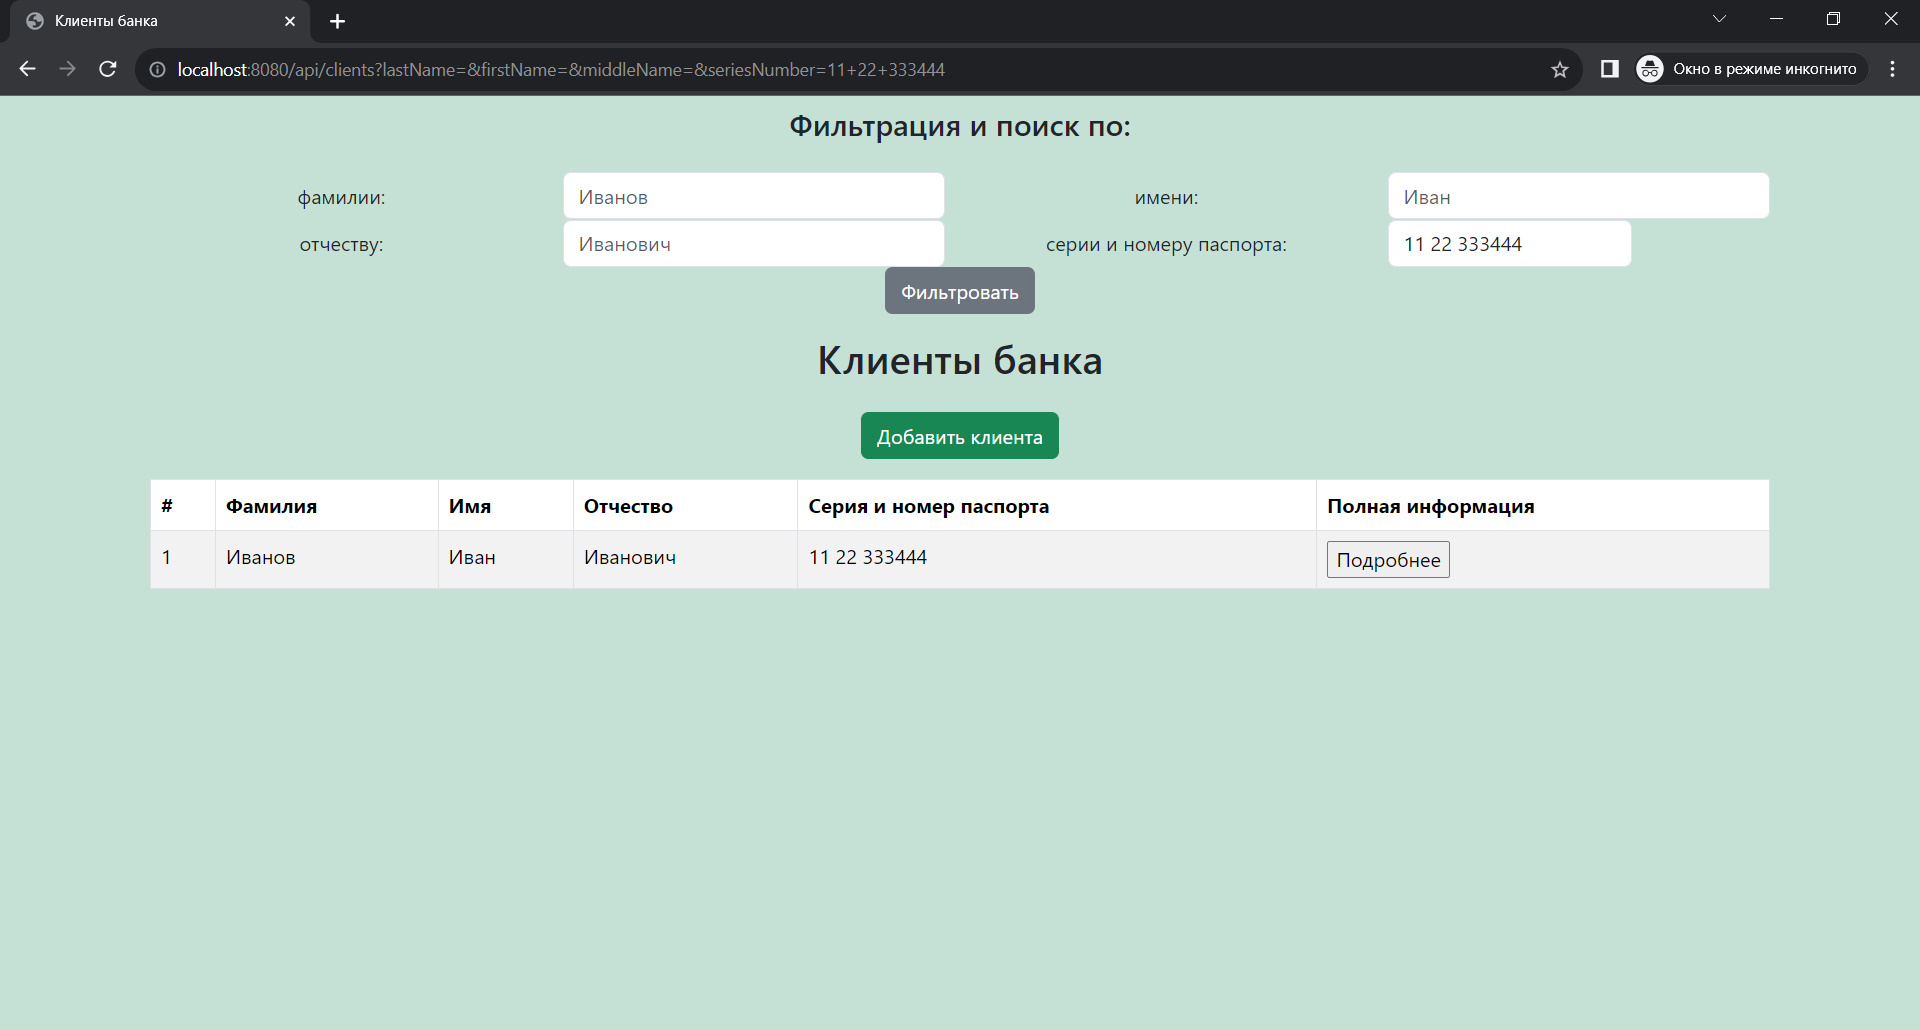 Клиенты банка
localhost:8080/api/clients?lastName=&firstName=&middleName=&seriesNumber=11+22+333444
Окно в режиме инкогнито
Фильтрация и поиск по:
фамилии: Иванов имени: Иван
отчеству: Иванович серии и номеру паспорта: 11 22 333444
Фильтровать
Клиенты банка
Добавить клиента
# Фамилия Имя Отчество Серия и номер паспорта Полная информация
1 Иванов Иван Иванович 11 22 333444 Подробнее